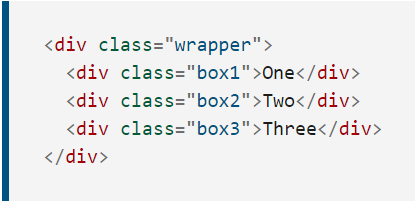 <div class="wrapper">
  <div class="box1">One</div>
  <div class="box2">Two</div>
  <div class="box3">Three</div>
</div>